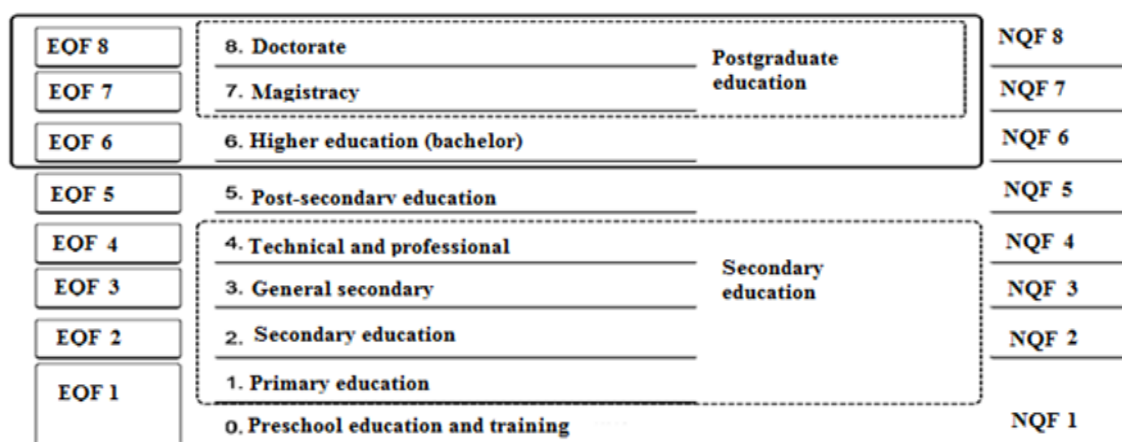 EQF 8 8. Doctorate NQF 8
Postgraduate
education
EQF 7 7. Magistracy NQF 7
EQF 6 6. Higher education (bachelor) NQF 6
EQF 5 5. Post-secondary education NQF 5
EQF 4 4. Technical and professional NQF 4
Secondary
education
EQF 3 3. General secondary NQF 3
EQF 2 2. Secondary education NQF 2
EQF 1 1. Primary education
0. Preschool education and training NQF 1